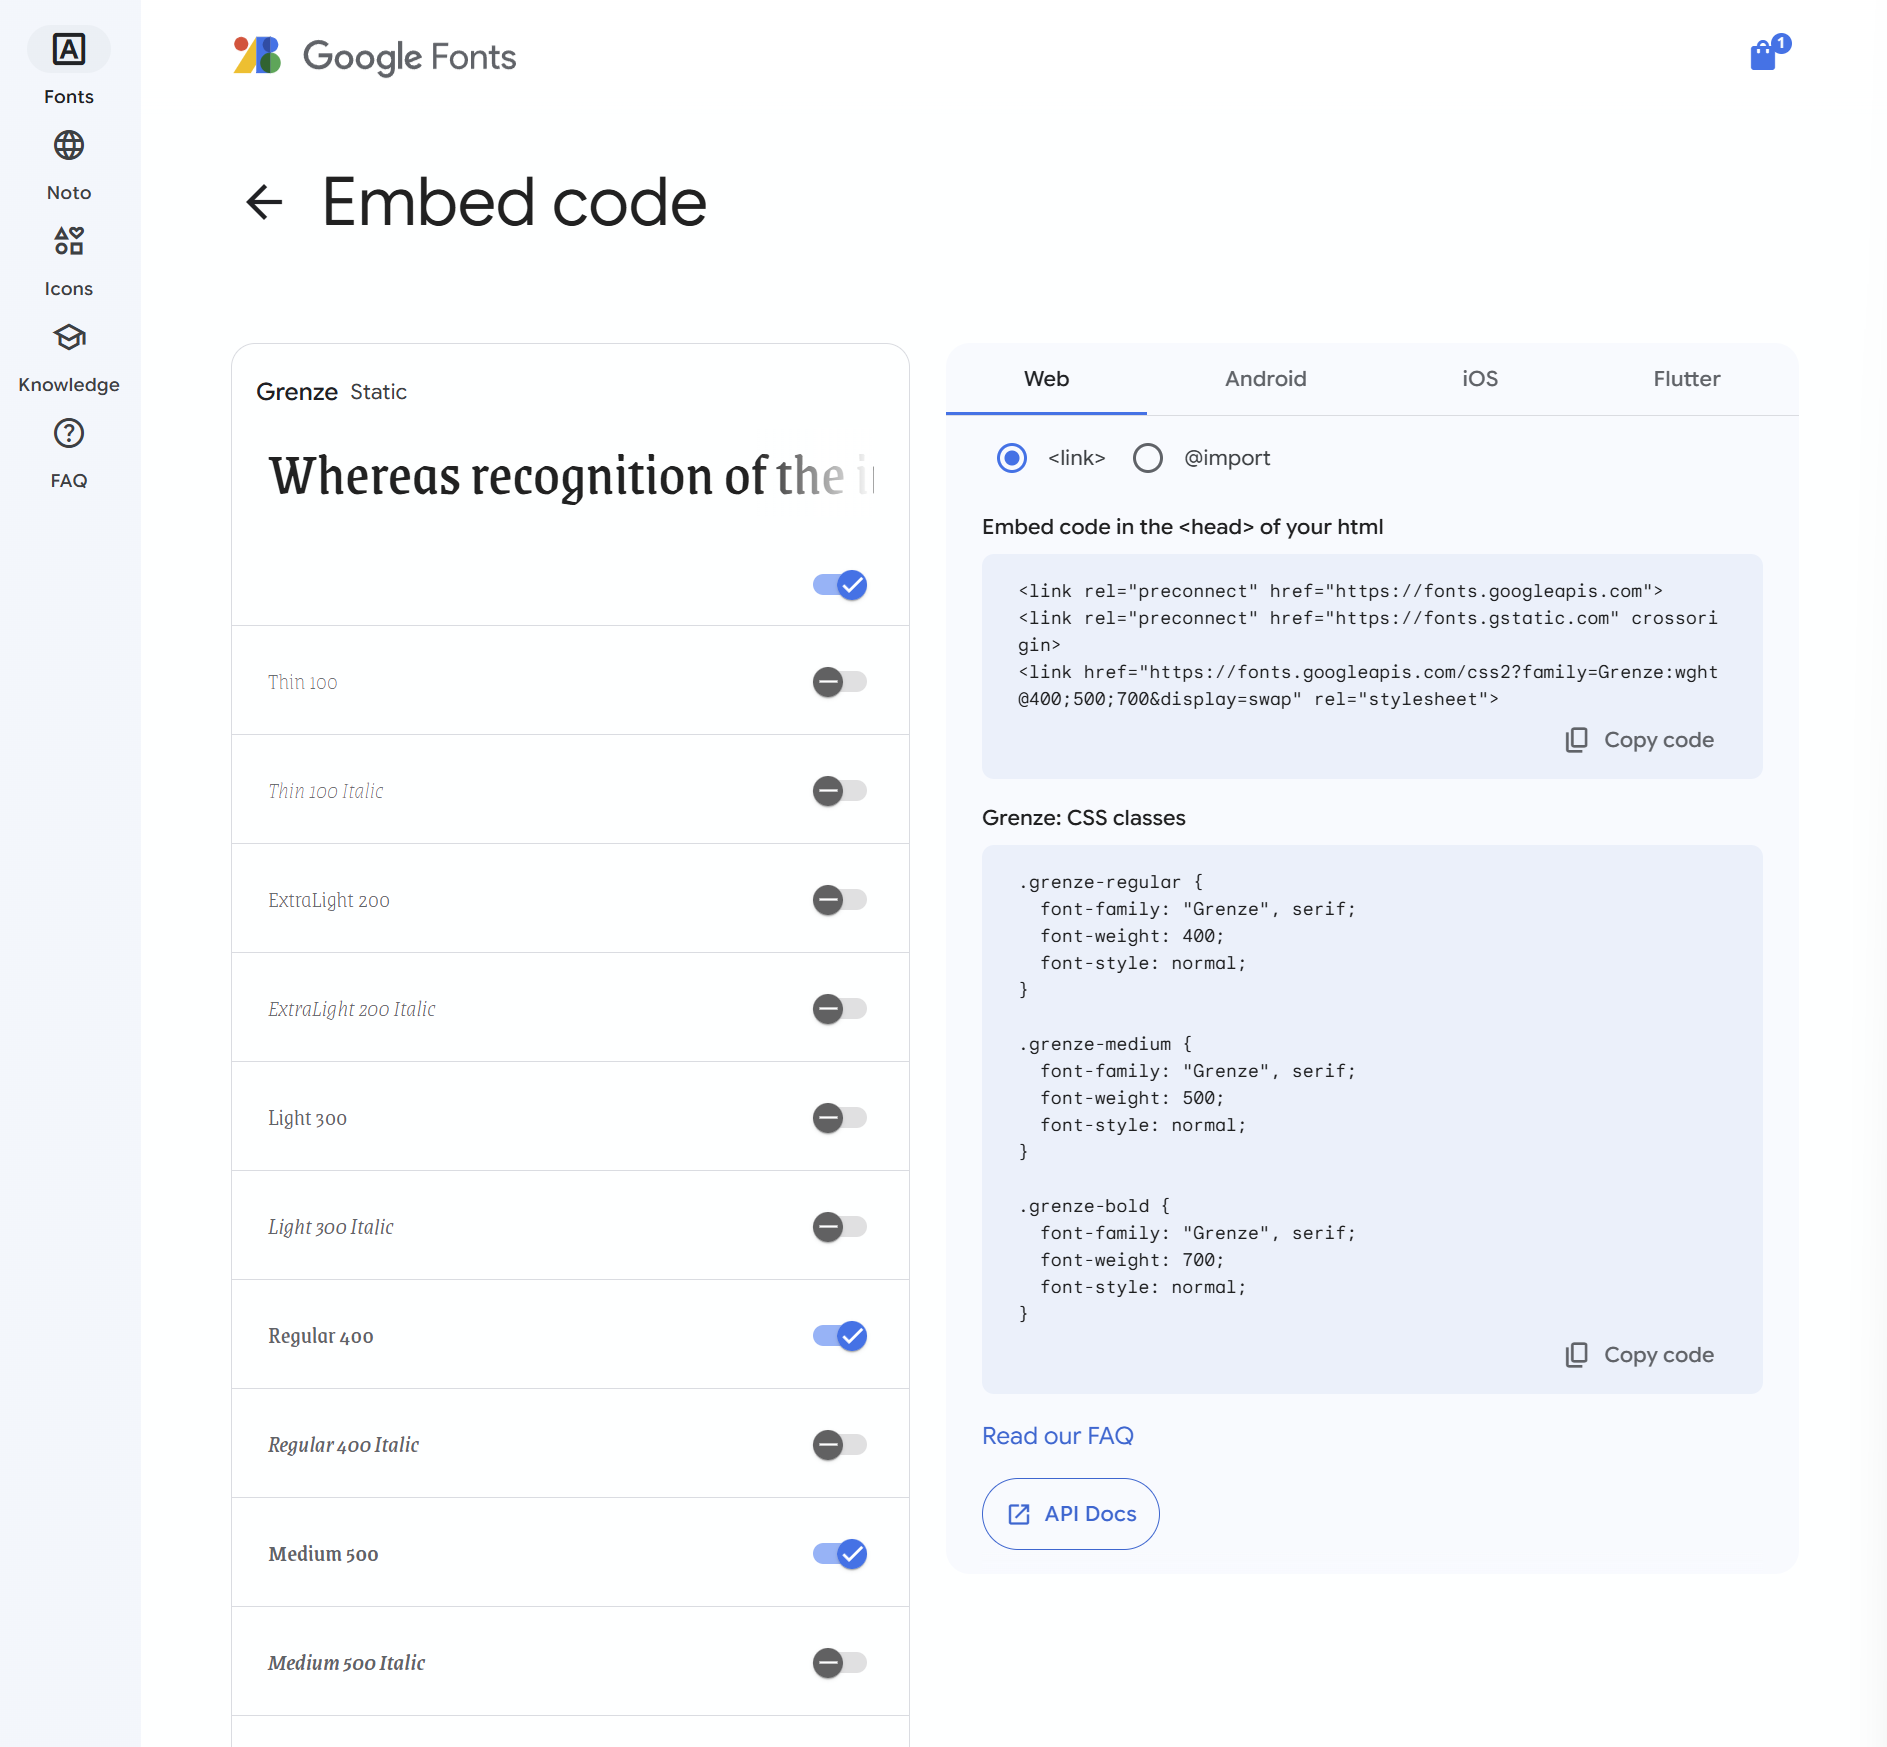 Fonts
Noto
Icons
Knowledge
FAQ
Google Fonts
1
Embed code
Grenze Static
Whereas recognition of the i
Thin 100
Thin 100 Italic
ExtraLight 200
ExtraLight 200 Italic
Light 300
Light 300 Italic
Regular 400
Regular 400 Italic
Medium 500
Medium 500 Italic
Web Android iOS Flutter
<link> @import
Embed code in the <head> of your html
<link rel="preconnect" href="https://fonts.googleapis.com">
<link rel="preconnect" href="https://fonts.gstatic.com" crossori
gin>
<link href="https://fonts.googleapis.com/css2?family=Grenze:wght
@400;500;700&display=swap" rel="stylesheet">
Copy code
Grenze: CSS classes
.grenze-regular {
  font-family: "Grenze", serif;
  font-weight: 400;
  font-style: normal;
}
.grenze-medium {
  font-family: "Grenze", serif;
  font-weight: 500;
  font-style: normal;
}
.grenze-bold {
  font-family: "Grenze", serif;
  font-weight: 700;
  font-style: normal;
}
Copy code
Read our FAQ
API Docs